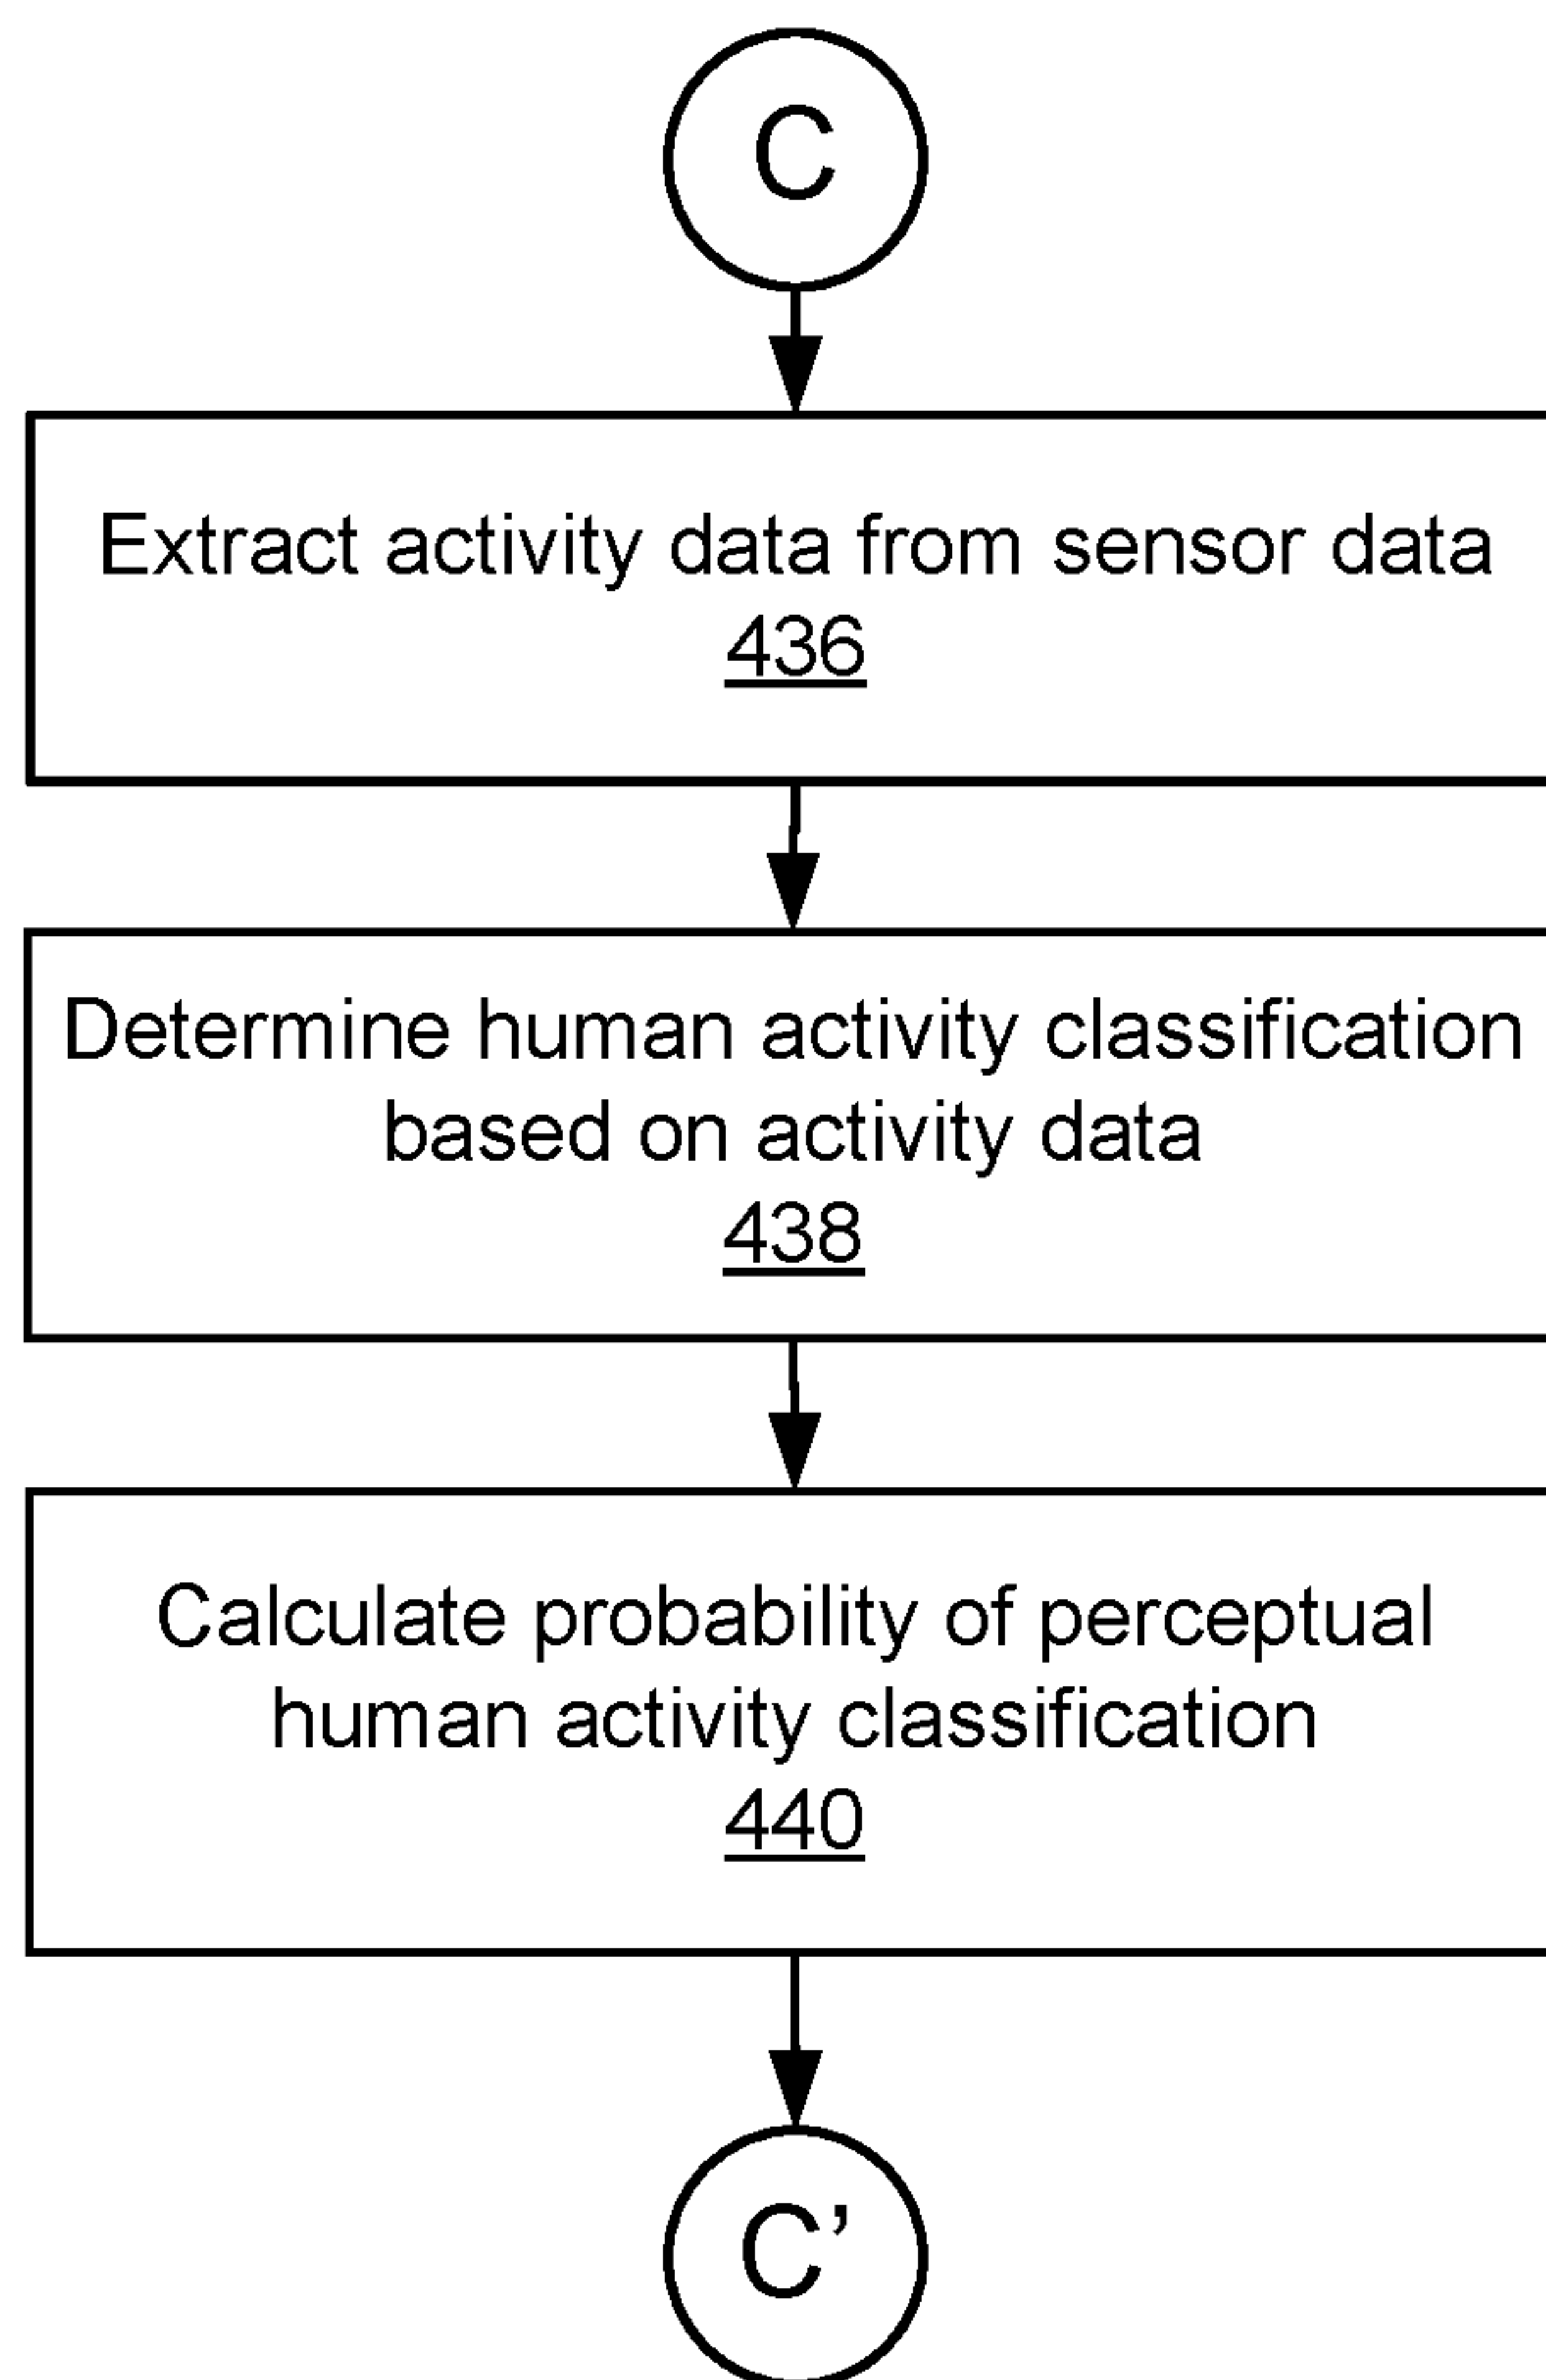 C
Extract activity data from sensor data
436
Determine human activity classification
based on activity data
438
Calculate probability of perceptual
human activity classification
440
C’